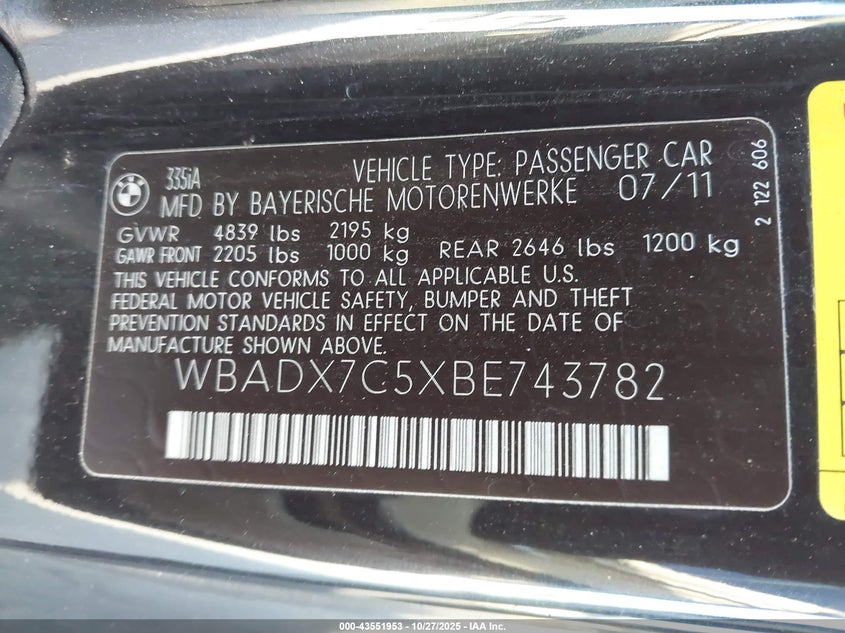 BMW
335iA
VEHICLE TYPE: PASSENGER CAR
MFD. BY BAYERISCHE MOTORENWERKE 07/11
GVWR 4839 lbs 2195 kg
GAWR FRONT 2205 lbs 1000 kg REAR 2646 lbs 1200 kg
THIS VEHICLE CONFORMS TO ALL APPLICABLE U.S.
FEDERAL MOTOR VEHICLE SAFETY, BUMPER AND THEFT
PREVENTION STANDARDS IN EFFECT ON THE DATE OF
MANUFACTURE SHOWN ABOVE.
WBADX7C5XBE743782
2 122 606
000-43551953 - 10/27/2025 - IAA Inc.